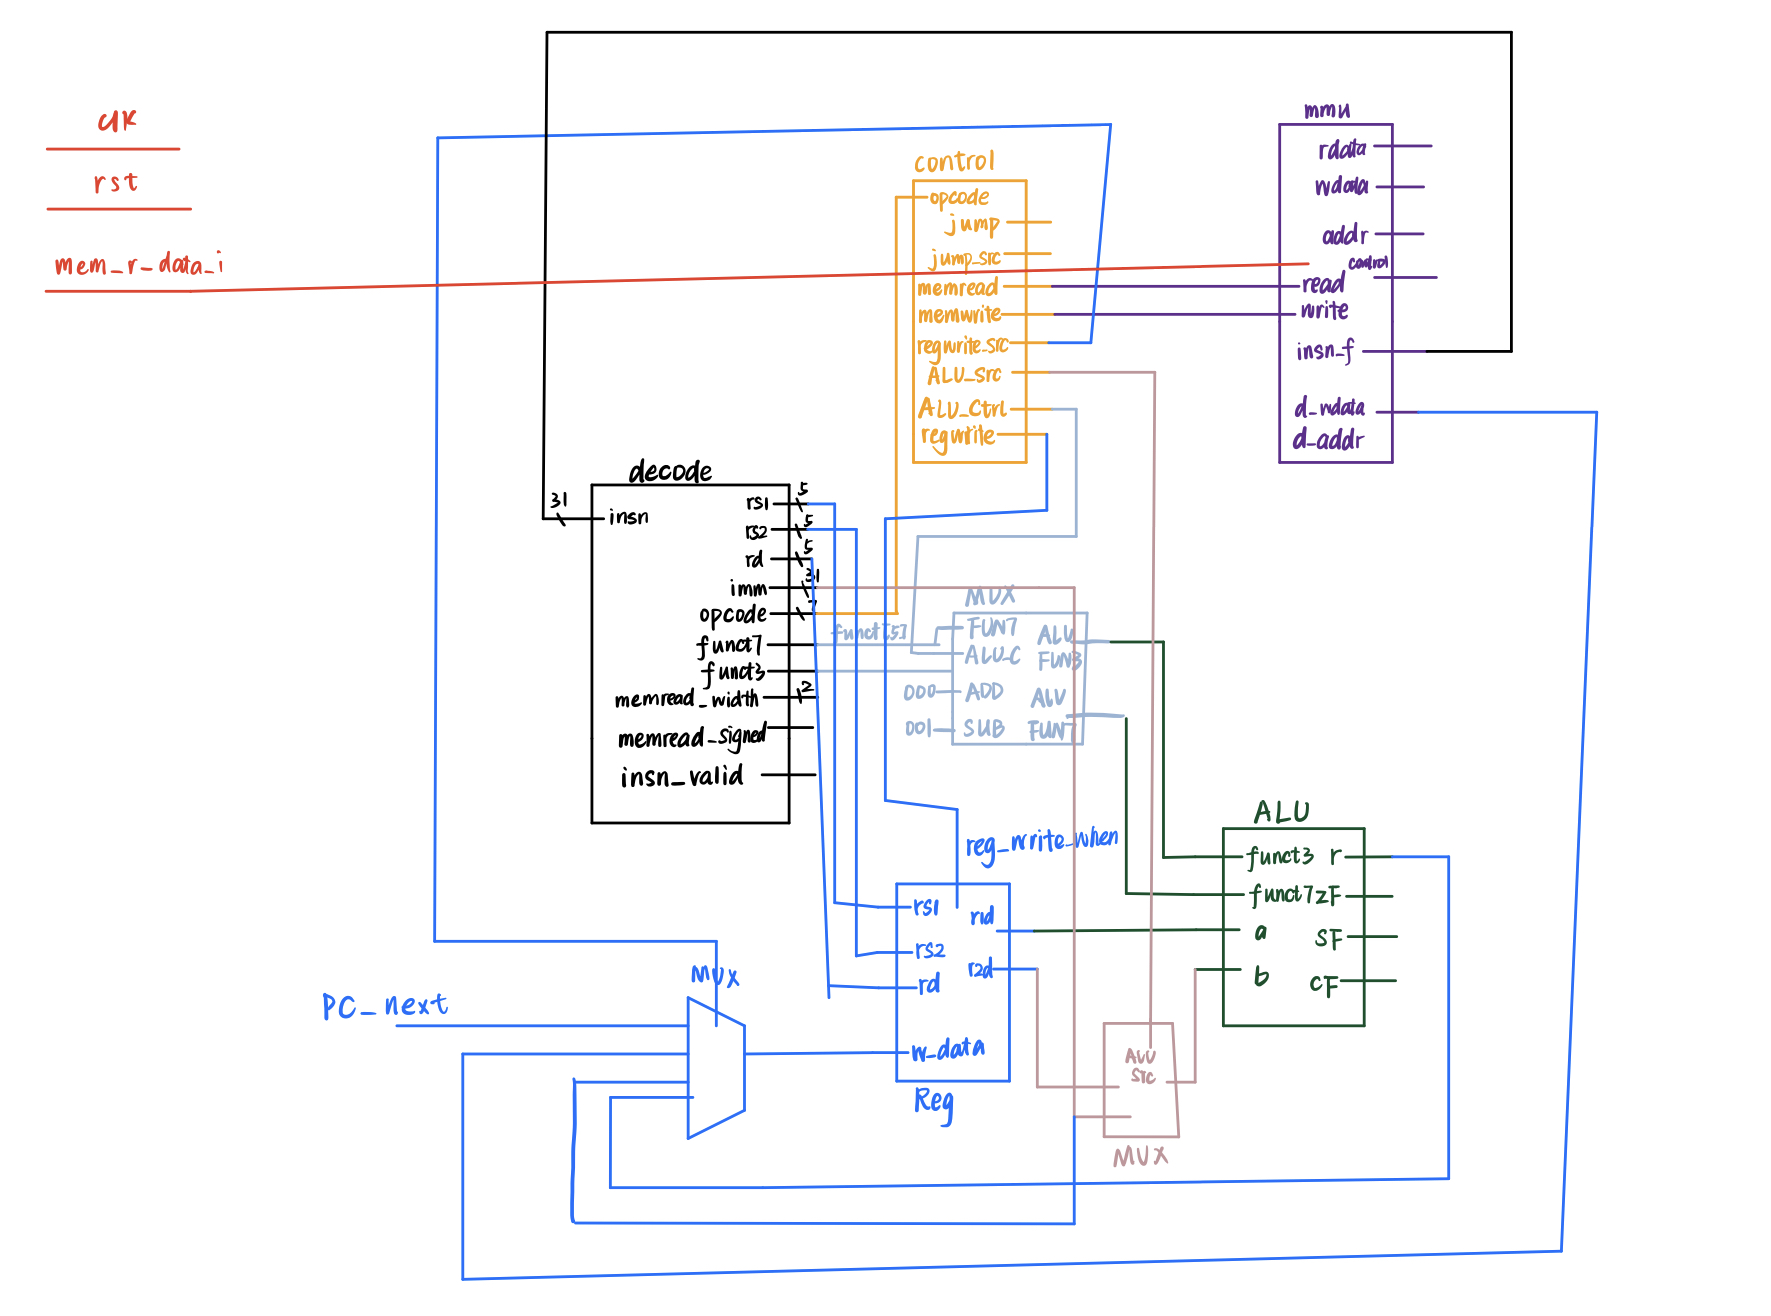 clk
rst
mem_r_data_i
control
opcode
jump
jump_src
memread
memwrite
regwrite_src
ALU_src
ALU_Ctrl
regwrite
mmu
rdata
wdata
addr
control
read
write
insn_f
d_wdata
d_addr
decode
31
insn
rs1
5
rs2
5
rd
5
imm
31
opcode
7
funct7
funct3
memread_width
2
memread_signed
insn_valid
funct[5]
MUX
FUN7
ALU_C
000
ADD
001
SUB
ALU
FUN3
ALU
FUN7
reg_write_when
rs1
rs2
rd
w_data
r1d
r2d
Reg
ALU
funct3
r
funct7
zF
a
SF
b
CF
PC_next
MUX
ALU
src
MUX